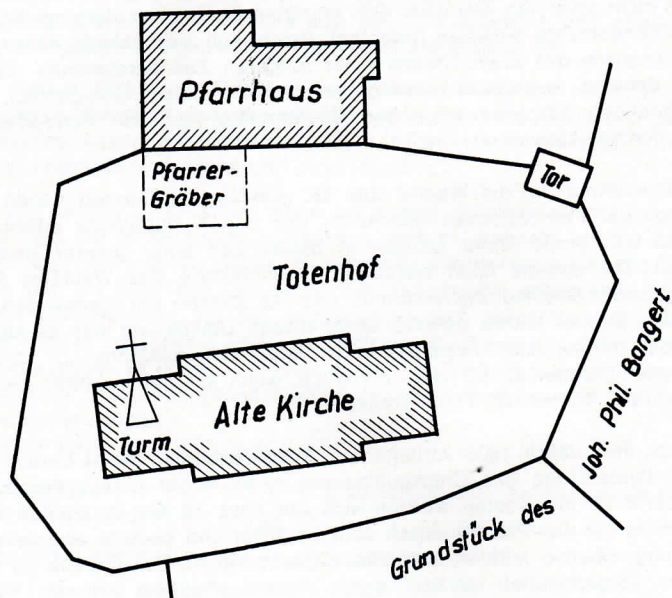 Pfarrhaus
Pfarrer-
Gräber
Tor
Totenhof
Alte Kirche
Turm
Grundstück des
Joh. Phil. Bangert